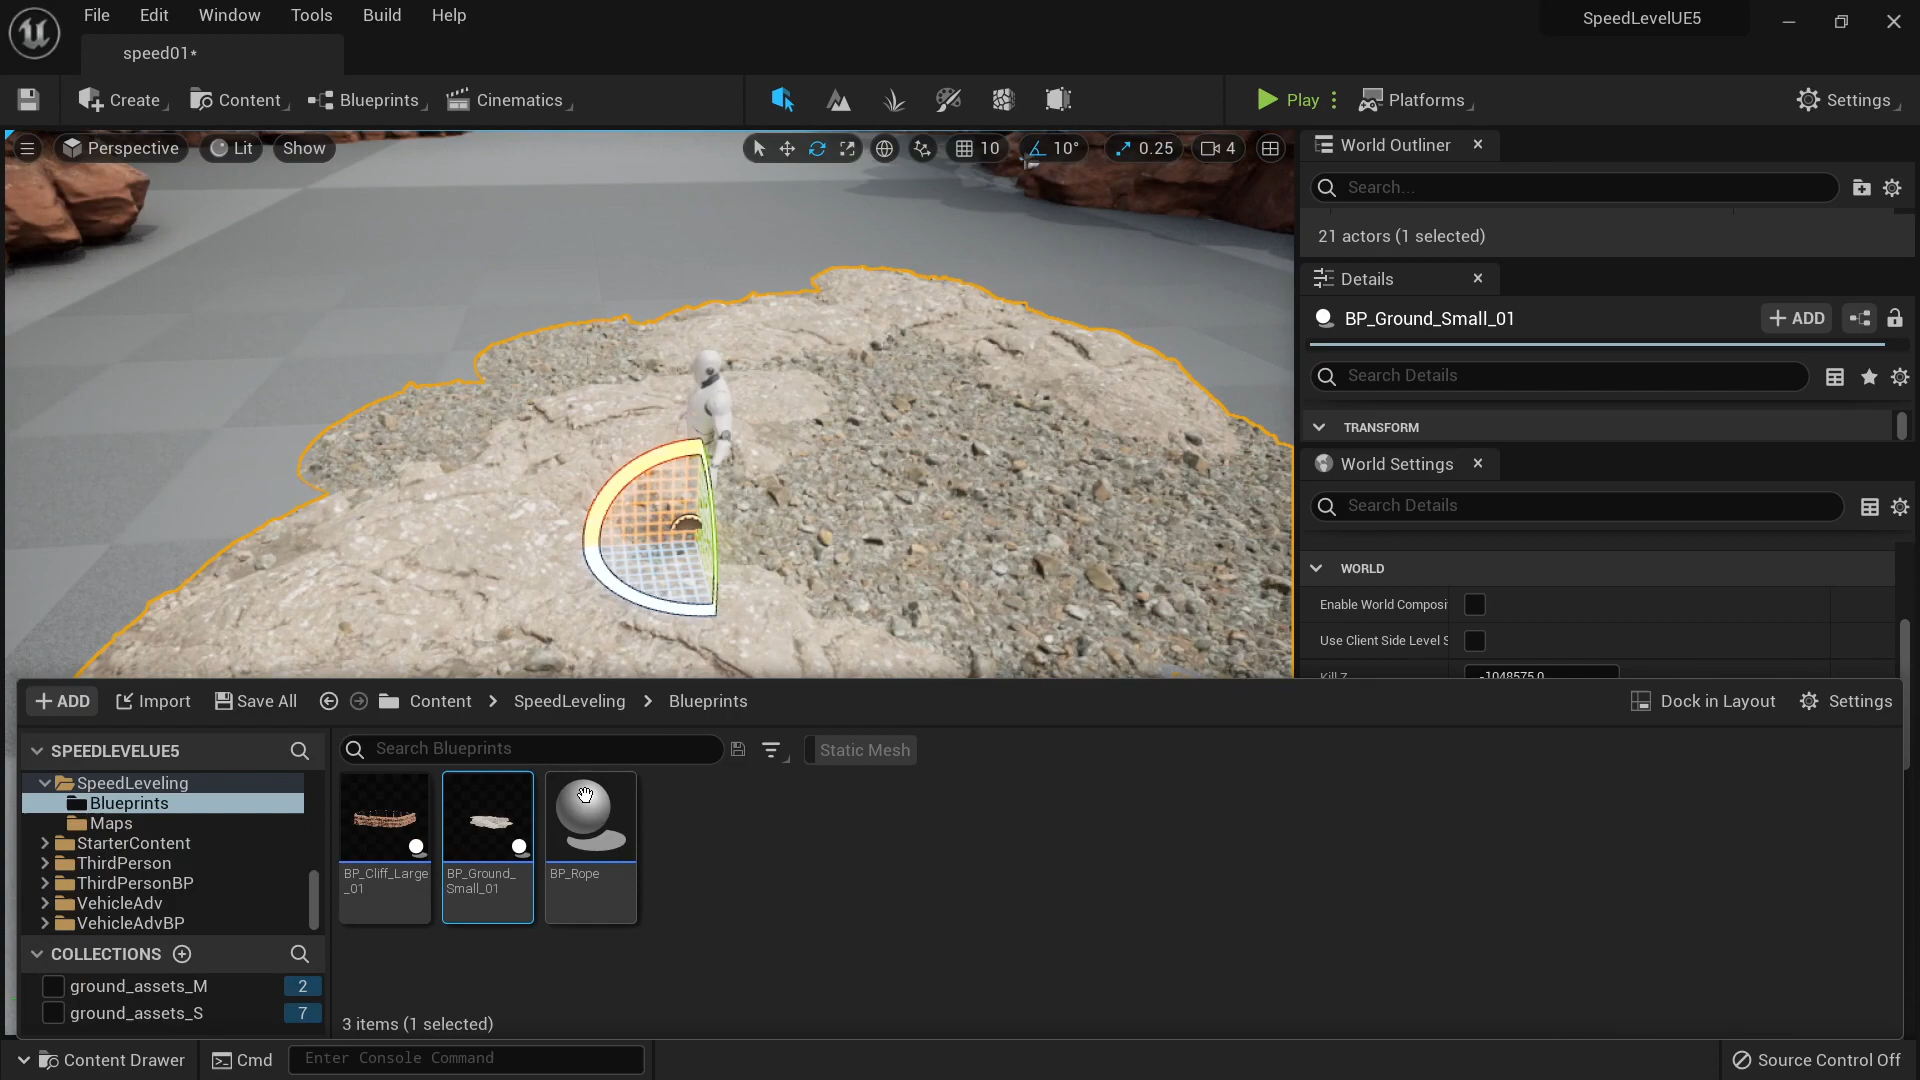 File Edit Window Tools Build Help
SpeedLevelUE5
speed01*
Create Content Blueprints Cinematics Play Platforms Settings
Perspective Lit Show 10 10° 0.25 4
World Outliner
Search...
21 actors (1 selected)
Details
BP_Ground_Small_01
ADD
Search Details
TRANSFORM
World Settings
Search Details
WORLD
Enable World Composi
Use Client Side Level S
Kill Z -1048575.0
ADD Import Save All Content SpeedLeveling Blueprints Dock in Layout Settings
SPEEDLEVELUE5
Search Blueprints
Static Mesh
SpeedLeveling
Blueprints
Maps
StarterContent
ThirdPerson
ThirdPersonBP
VehicleAdv
VehicleAdvBP
BP_Cliff_Large
_01
BP_Ground_
Small_01
BP_Rope
COLLECTIONS
ground_assets_M 2
ground_assets_S 7
3 items (1 selected)
Content Drawer Cmd Enter Console Command Source Control Off